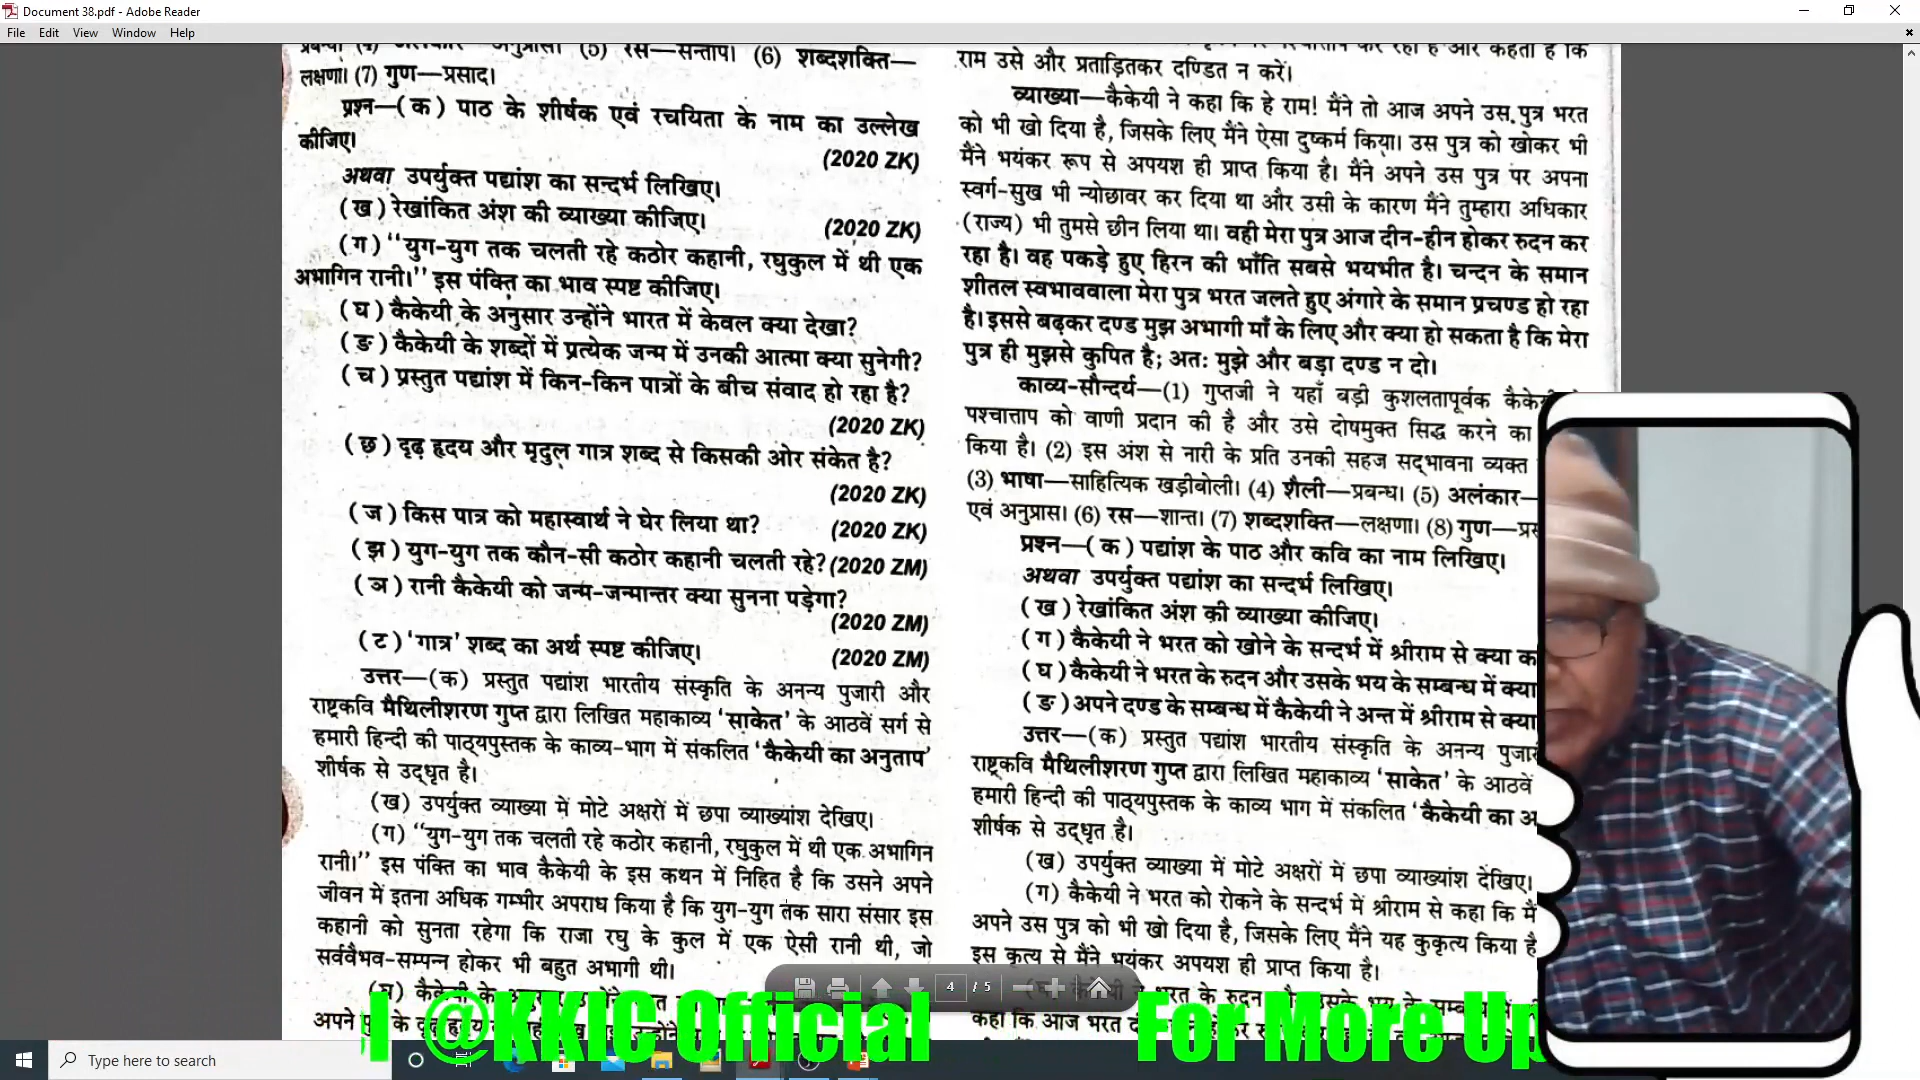 Document 38.pdf - Adobe Reader
File Edit View Window Help
लक्षणा। (7) गुण—प्रसाद।
प्रश्न—(क) पाठ के शीर्षक एवं रचयिता के नाम का उल्लेख
कीजिए।
(2020 ZK)
अथवा उपर्युक्त पद्यांश का सन्दर्भ लिखिए।
(ख) रेखांकित अंश की व्याख्या कीजिए।
(2020 ZK)
(ग) “युग-युग तक चलती रहे कठोर कहानी, रघुकुल में थी एक
अभागिन रानी।” इस पंक्ति का भाव स्पष्ट कीजिए।
(घ) कैकेयी के अनुसार उन्होंने भारत में केवल क्या देखा?
(ङ) कैकेयी के शब्दों में प्रत्येक जन्म में उनकी आत्मा क्या सुनेगी?
(च) प्रस्तुत पद्यांश में किन-किन पात्रों के बीच संवाद हो रहा है?
(2020 ZK)
(छ) दृढ़ हृदय और मृदुल गात्र शब्द से किसकी ओर संकेत है?
(2020 ZK)
(ज) किस पात्र को महास्वार्थ ने घेर लिया था?
(2020 ZK)
(झ) युग-युग तक कौन-सी कठोर कहानी चलती रहे? (2020 ZM)
(ञ) रानी कैकेयी को जन्म-जन्मान्तर क्या सुनना पड़ेगा?
(2020 ZM)
(ट) ‘गात्र’ शब्द का अर्थ स्पष्ट कीजिए।
(2020 ZM)
उत्तर—(क) प्रस्तुत पद्यांश भारतीय संस्कृति के अनन्य पुजारी और
राष्ट्रकवि मैथिलीशरण गुप्त द्वारा लिखित महाकाव्य ‘साकेत’ के आठवें सर्ग से
हमारी हिन्दी की पाठ्यपुस्तक के काव्य-भाग में संकलित ‘कैकेयी का अनुताप’
शीर्षक से उद्धृत है।
(ख) उपर्युक्त व्याख्या में मोटे अक्षरों में छपा व्याख्यांश देखिए।
(ग) “युग-युग तक चलती रहे कठोर कहानी, रघुकुल में थी एक अभागिन
रानी।” इस पंक्ति का भाव कैकेयी के इस कथन में निहित है कि उसने अपने
जीवन में इतना अधिक गम्भीर अपराध किया है कि युग-युग तक सारा संसार इस
कहानी को सुनता रहेगा कि राजा रघु के कुल में एक ऐसी रानी थी, जो
सर्ववैभव-सम्पन्न होकर भी बहुत अभागी थी।
राम उसे और प्रताड़ितकर दण्डित न करें।
व्याख्या—कैकेयी ने कहा कि हे राम! मैंने तो आज अपने उस पुत्र भरत
को भी खो दिया है, जिसके लिए मैंने ऐसा दुष्कर्म किया। उस पुत्र को खोकर भी
मैंने भयंकर रूप से अपयश ही प्राप्त किया है। मैंने अपने उस पुत्र पर अपना
स्वर्ग-सुख भी न्योछावर कर दिया था और उसी के कारण मैंने तुम्हारा अधिकार
(राज्य) भी तुमसे छीन लिया था। वही मेरा पुत्र आज दीन-हीन होकर रुदन कर
रहा है। वह पकड़े हुए हिरन की भाँति सबसे भयभीत है। चन्दन के समान
शीतल स्वभाववाला मेरा पुत्र भरत जलते हुए अंगारे के समान प्रचण्ड हो रहा
है। इससे बढ़कर दण्ड मुझ अभागी माँ के लिए और क्या हो सकता है कि मेरा
पुत्र ही मुझसे कुपित है; अतः मुझे और बड़ा दण्ड न दो।
काव्य-सौन्दर्य—(1) गुप्तजी ने यहाँ बड़ी कुशलतापूर्वक
पश्चात्ताप को वाणी प्रदान की है और उसे दोषमुक्त सिद्ध करने का
किया है। (2) इस अंश से नारी के प्रति उनकी सहज सद्भावना व्यक्त
(3) भाषा—साहित्यिक खड़ीबोली। (4) शैली—प्रबन्ध। (5) अलंकार—
एवं अनुप्रास। (6) रस—शान्त। (7) शब्दशक्ति—लक्षणा। (8) गुण—
प्रश्न—(क) पद्यांश के पाठ और कवि का नाम लिखिए।
अथवा उपर्युक्त पद्यांश का सन्दर्भ लिखिए।
(ख) रेखांकित अंश की व्याख्या कीजिए।
(ग) कैकेयी ने भरत को खोने के सन्दर्भ में श्रीराम से क्या
(घ) कैकेयी ने भरत के रुदन और उसके भय के सम्बन्ध में क्या
(ङ) अपने दण्ड के सम्बन्ध में कैकेयी ने अन्त में श्रीराम से क्या
उत्तर—(क) प्रस्तुत पद्यांश भारतीय संस्कृति के अनन्य
राष्ट्रकवि मैथिलीशरण गुप्त द्वारा लिखित महाकाव्य ‘साकेत’ के आठवें
हमारी हिन्दी की पाठ्यपुस्तक के काव्य भाग में संकलित ‘कैकेयी का
शीर्षक से उद्धृत है।
(ख) उपर्युक्त व्याख्या में मोटे अक्षरों में छपा व्याख्यांश देखिए।
(ग) कैकेयी ने भरत को रोकने के सन्दर्भ में श्रीराम से कहा कि मैं
अपने उस पुत्र को भी खो दिया है, जिसके लिए मैंने यह कुकृत्य किया है
इस कृत्य से मैंने भयंकर अपयश ही प्राप्त किया है।
4 / 5
@KKIC Official
For More
Type here to search